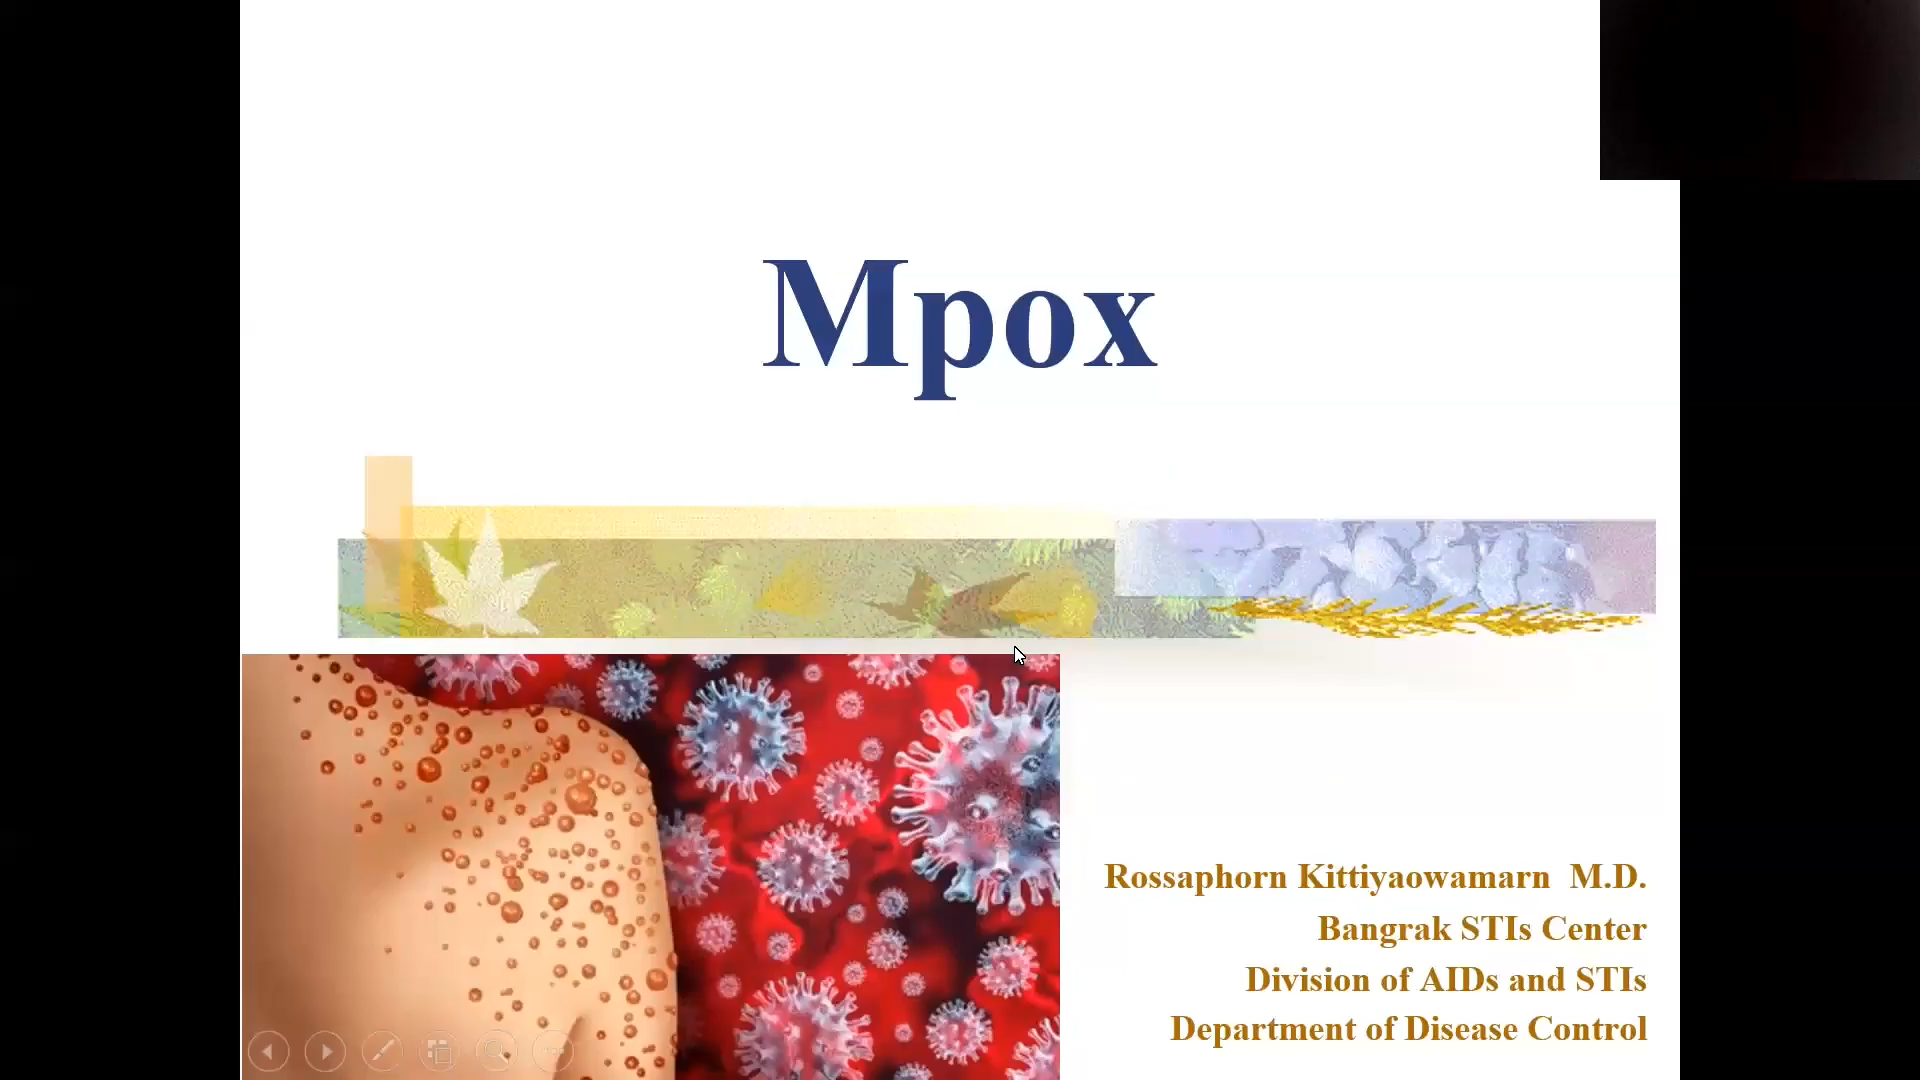 Mpox
Rossaphorn Kittiyaowamarn M.D.
Bangrak STIs Center
Division of AIDs and STIs
Department of Disease Control